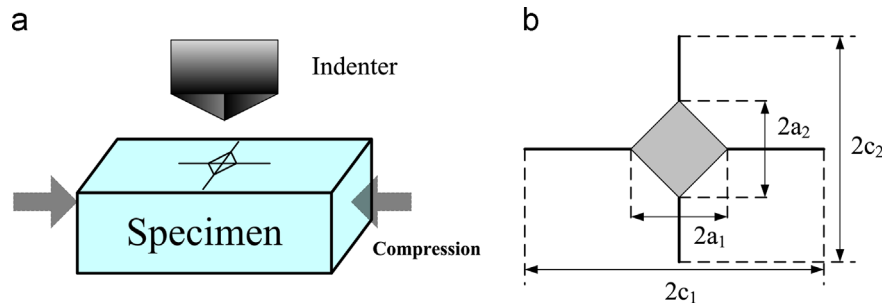 a
Indenter
Specimen
Compression
b
2a₂
2c₂
2a₁
2c₁